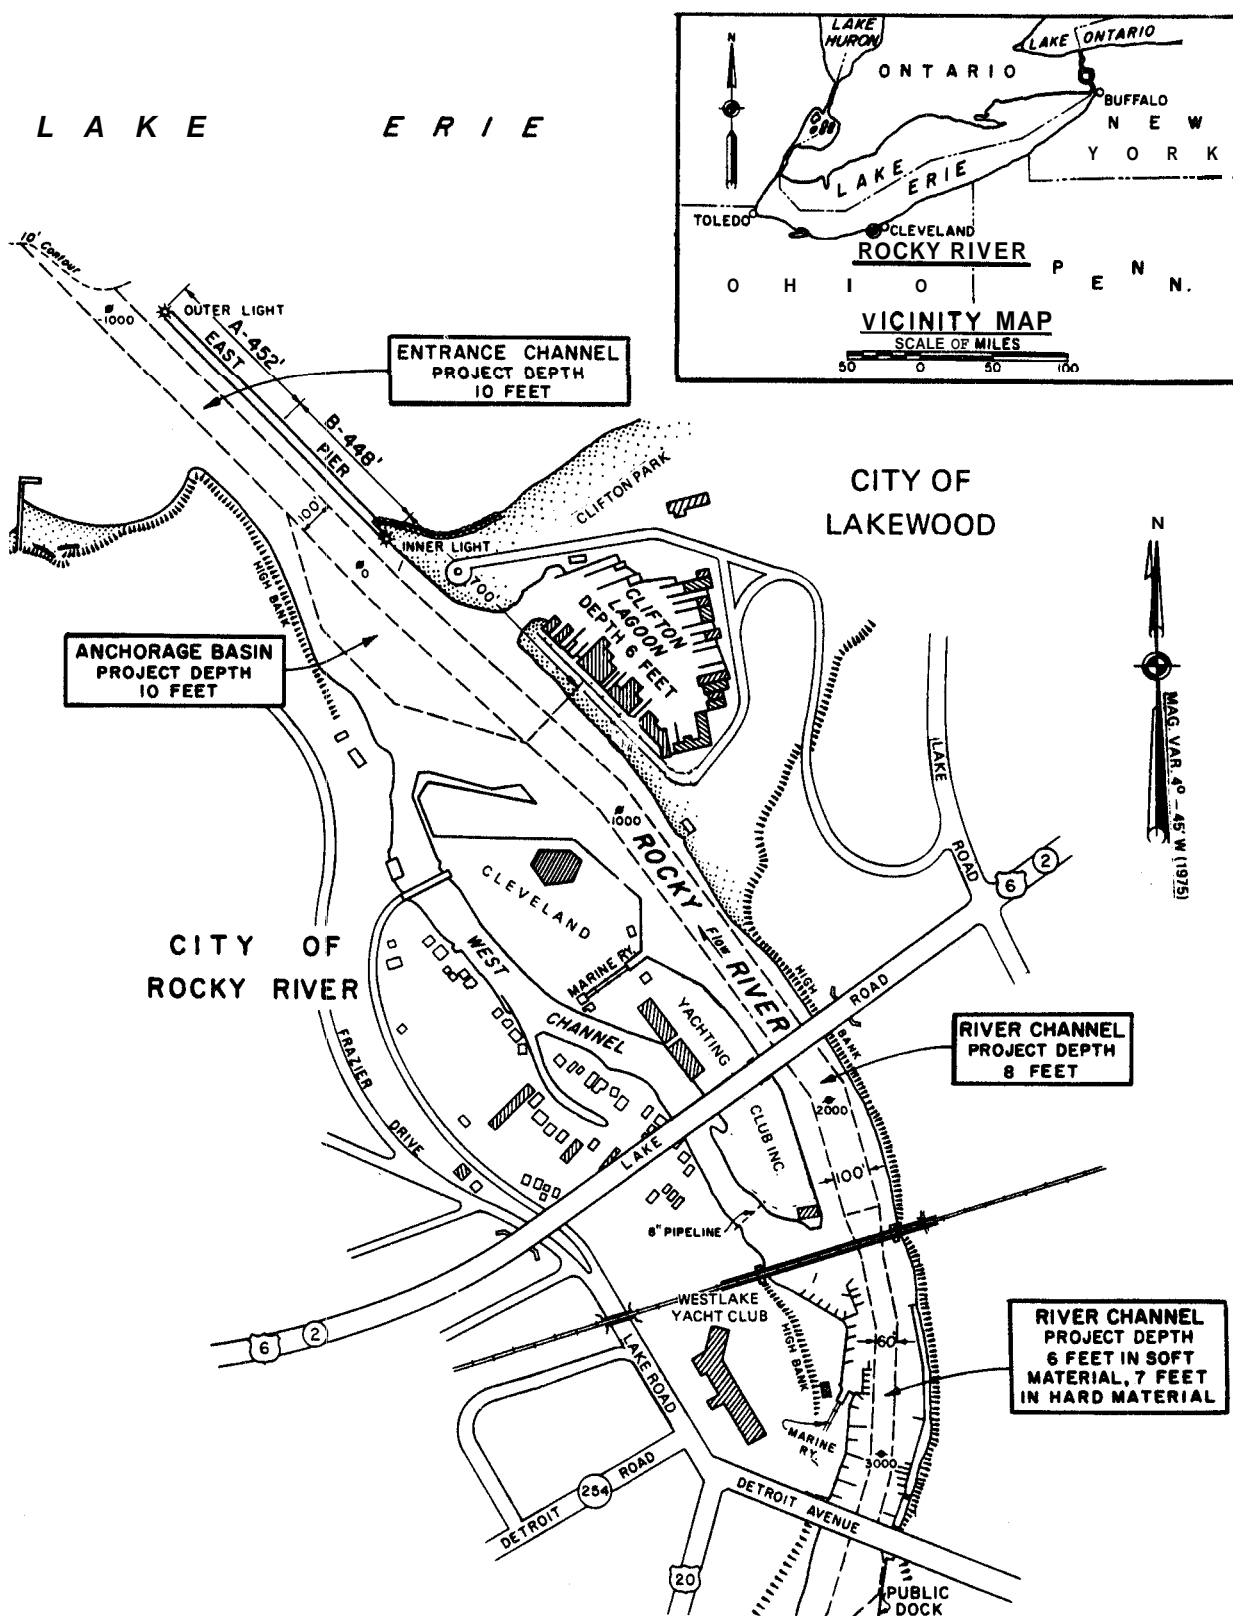 LAKE ERIE
N
LAKE
HURON
ONTARIO
LAKE ONTARIO
BUFFALO
NEW
YORK
LAKE
ERIE
TOLEDO
CLEVELAND
ROCKY RIVER
OHIO
PENN.
VICINITY MAP
SCALE OF MILES
50 0 50 100
10' Contour
-1000
OUTER LIGHT
A-452'
EAST
ENTRANCE CHANNEL
PROJECT DEPTH
10 FEET
B-448'
PIER
CLIFTON PARK
CITY OF
LAKEWOOD
N
100'
INNER LIGHT
0
700'
HIGH BANK
CLIFTON
LAGOON
DEPTH 6 FEET
ANCHORAGE BASIN
PROJECT DEPTH
10 FEET
MAG VAR. 4° - 45' W (1975)
LAKE
ROAD
2
6
1000
ROCKY
RIVER
Flow
CLEVELAND
CITY OF
ROCKY RIVER
WEST
CHANNEL
MARINE RY.
YACHTING
HIGH
BANK
ROAD
RIVER CHANNEL
PROJECT DEPTH
8 FEET
FRAZIER
DRIVE
2000
CLUB INC.
LAKE
100'
8" PIPELINE
WESTLAKE
YACHT CLUB
HIGH BANK
6
2
LAKE ROAD
60'
RIVER CHANNEL
PROJECT DEPTH
6 FEET IN SOFT
MATERIAL, 7 FEET
IN HARD MATERIAL
MARINE
RY.
3000
DETROIT
254
ROAD
DETROIT AVENUE
20
PUBLIC
DOCK